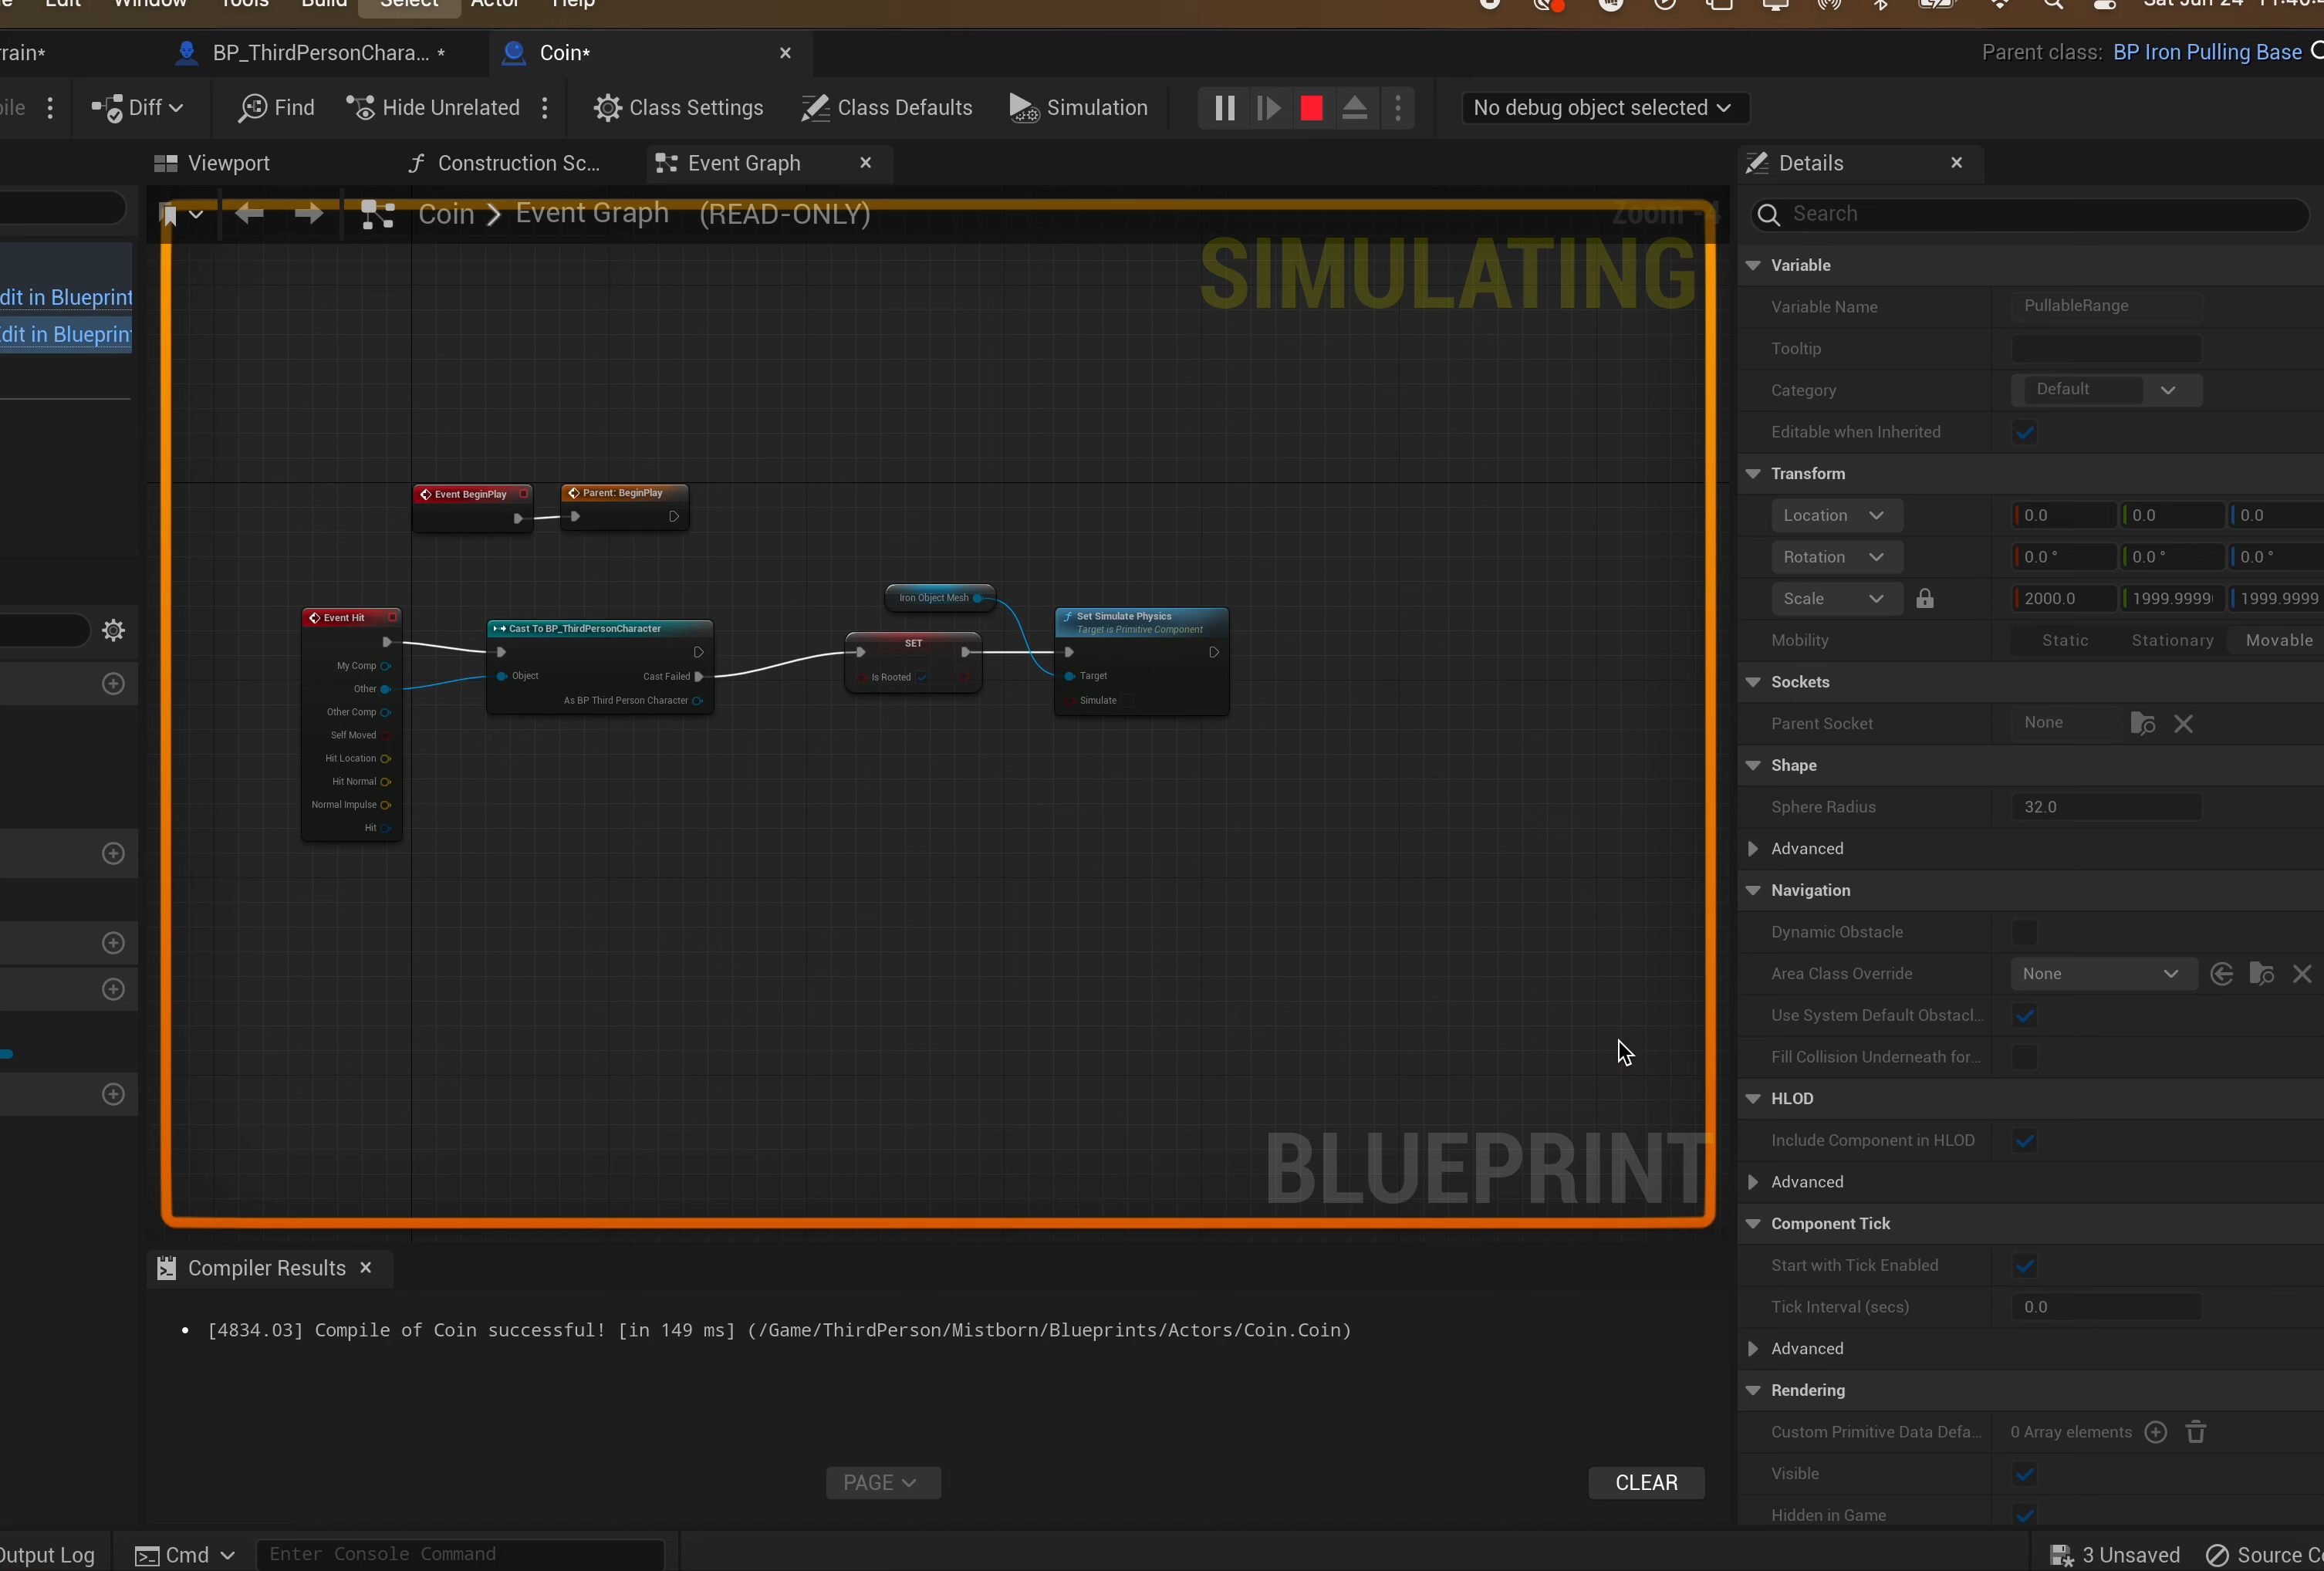 Edit
Window
Tools
Build
Select
Actor
Help
Sat Jun 24
rain*
BP_ThirdPersonChara... *
Coin*
Parent class: BP Iron Pulling Base
Diff
Find
Hide Unrelated
Class Settings
Class Defaults
Simulation
No debug object selected
Viewport
Construction Sc...
Event Graph
Details
Coin > Event Graph (READ-ONLY)
Zoom -4
SIMULATING
Search
dit in Blueprint
dit in Blueprint
Event BeginPlay
Parent: BeginPlay
Event Hit
My Comp
Other
Other Comp
Self Moved
Hit Location
Hit Normal
Normal Impulse
Hit
Cast To BP_ThirdPersonCharacter
Object
Cast Failed
As BP Third Person Character
Iron Object Mesh
SET
Is Rooted
Set Simulate Physics
Target is Primitive Component
Target
Simulate
BLUEPRINT
Variable
Variable Name PullableRange
Tooltip
Category Default
Editable when Inherited
Transform
Location 0.0 0.0 0.0
Rotation 0.0 ° 0.0 ° 0.0 °
Scale 2000.0 1999.9999 1999.9999
Mobility Static Stationary Movable
Sockets
Parent Socket None
Shape
Sphere Radius 32.0
Advanced
Navigation
Dynamic Obstacle
Area Class Override None
Use System Default Obstacl...
Fill Collision Underneath for...
HLOD
Include Component in HLOD
Advanced
Component Tick
Start with Tick Enabled
Tick Interval (secs) 0.0
Advanced
Rendering
Custom Primitive Data Defa... 0 Array elements
Visible
Hidden in Game
Compiler Results
• [4834.03] Compile of Coin successful! [in 149 ms] (/Game/ThirdPerson/Mistborn/Blueprints/Actors/Coin.Coin)
PAGE
CLEAR
Output Log
Cmd
Enter Console Command
3 Unsaved
Source Co